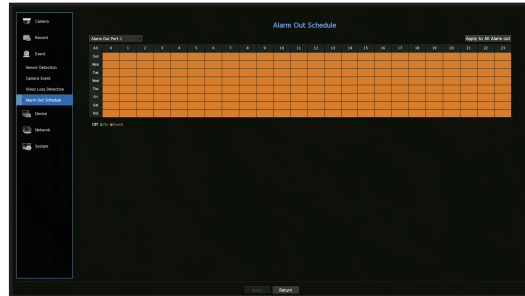 Camera
Alarm Out Schedule
Record
Alarm Out Port 1
Apply to All Alarm out
All 0 1 2 3 4 5 6 7 8 9 10 11 12 13 14 15 16 17 18 19 20 21 22 23
Event
Sun
Mon
Sensor Detection
Tue
Camera Event
Wed
Video Loss Detection
Thu
Alarm Out Schedule
Fri
Sat
Device
Hol
Off On Event
Network
System
Apply
Return